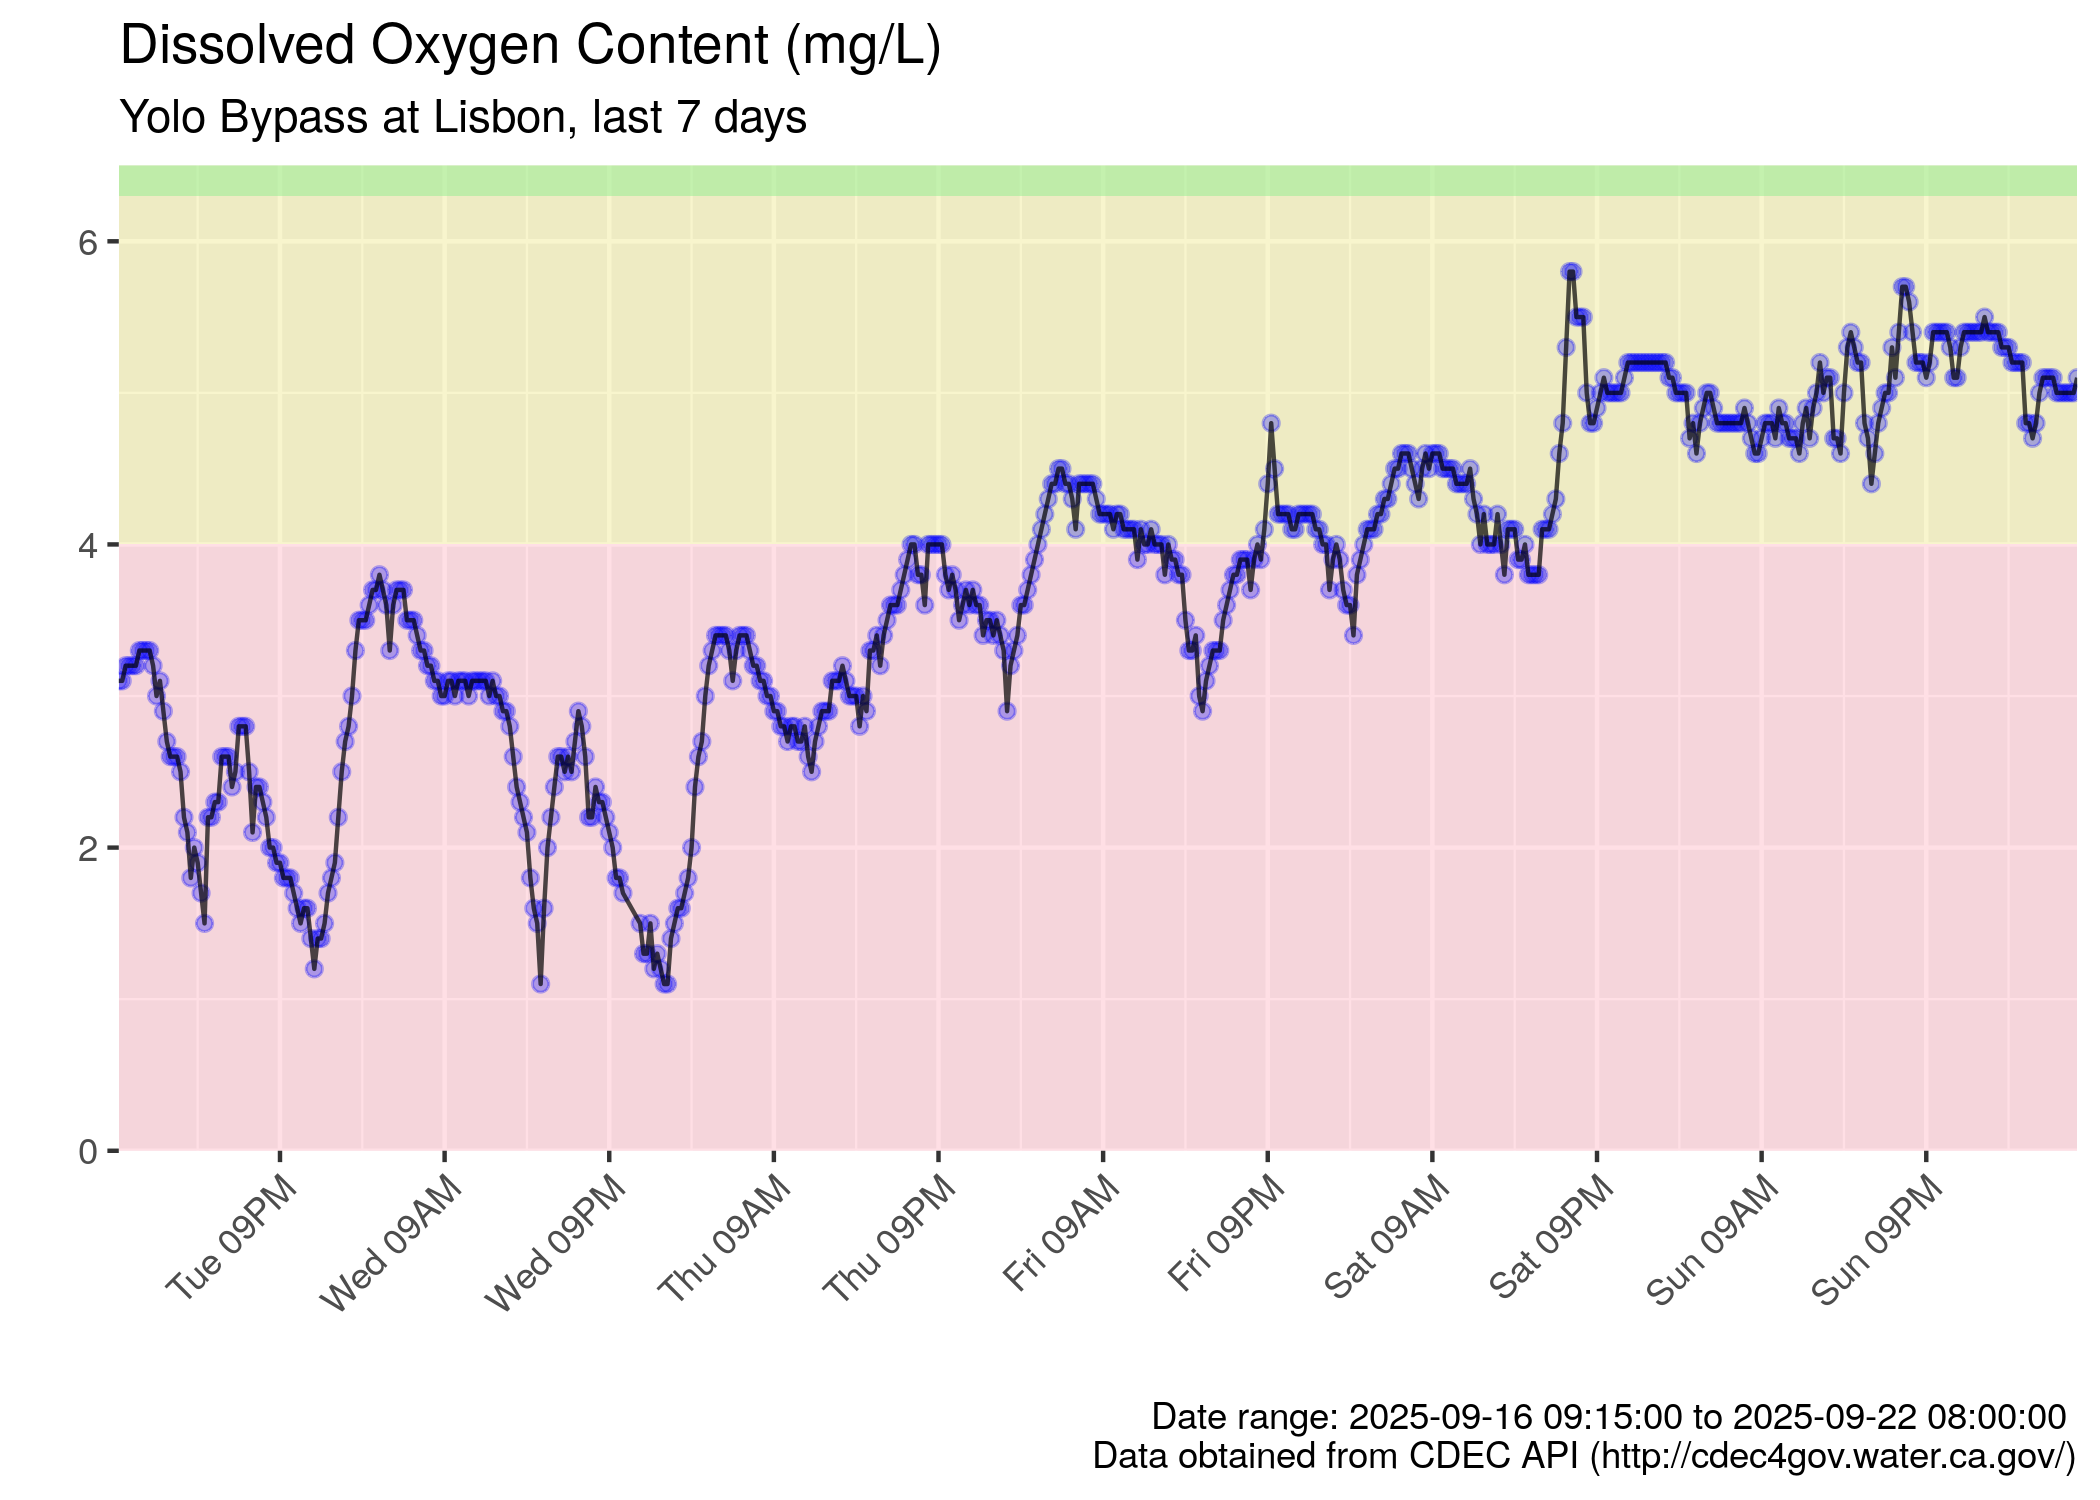 Dissolved Oxygen Content (mg/L)
Yolo Bypass at Lisbon, last 7 days
6
4
2
0
Tue 09PM
Wed 09AM
Wed 09PM
Thu 09AM
Thu 09PM
Fri 09AM
Fri 09PM
Sat 09AM
Sat 09PM
Sun 09AM
Sun 09PM
Date range: 2025-09-16 09:15:00 to 2025-09-22 08:00:00
Data obtained from CDEC API (http://cdec4gov.water.ca.gov/)